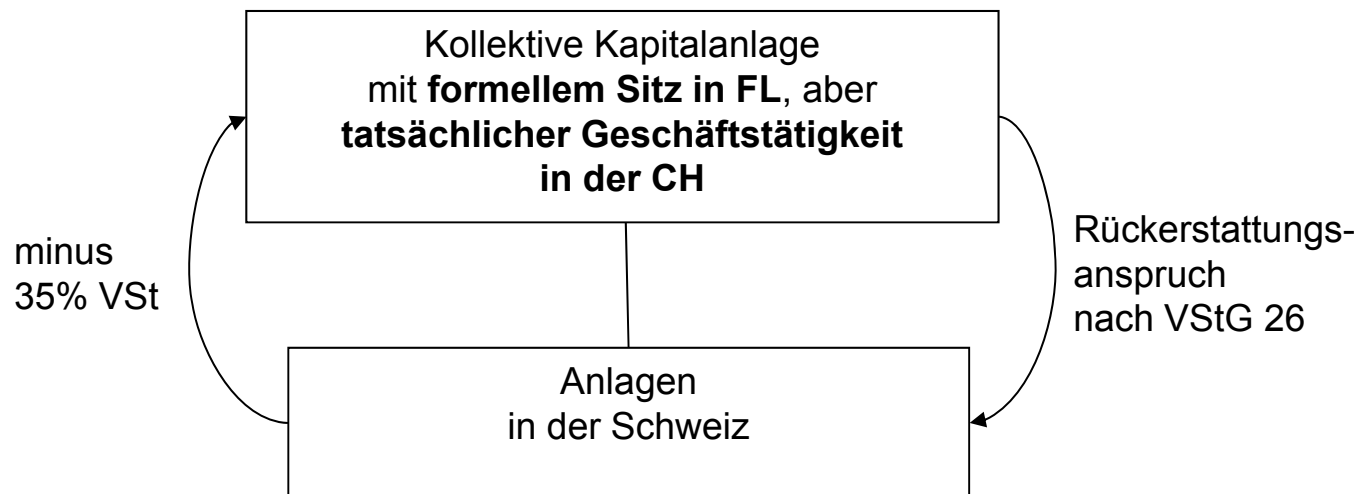 Kollektive Kapitalanlage
mit formellem Sitz in FL, aber
tatsächlicher Geschäftstätigkeit
in der CH
minus
35% VSt
Rückerstattungs-
anspruch
nach VStG 26
Anlagen
in der Schweiz